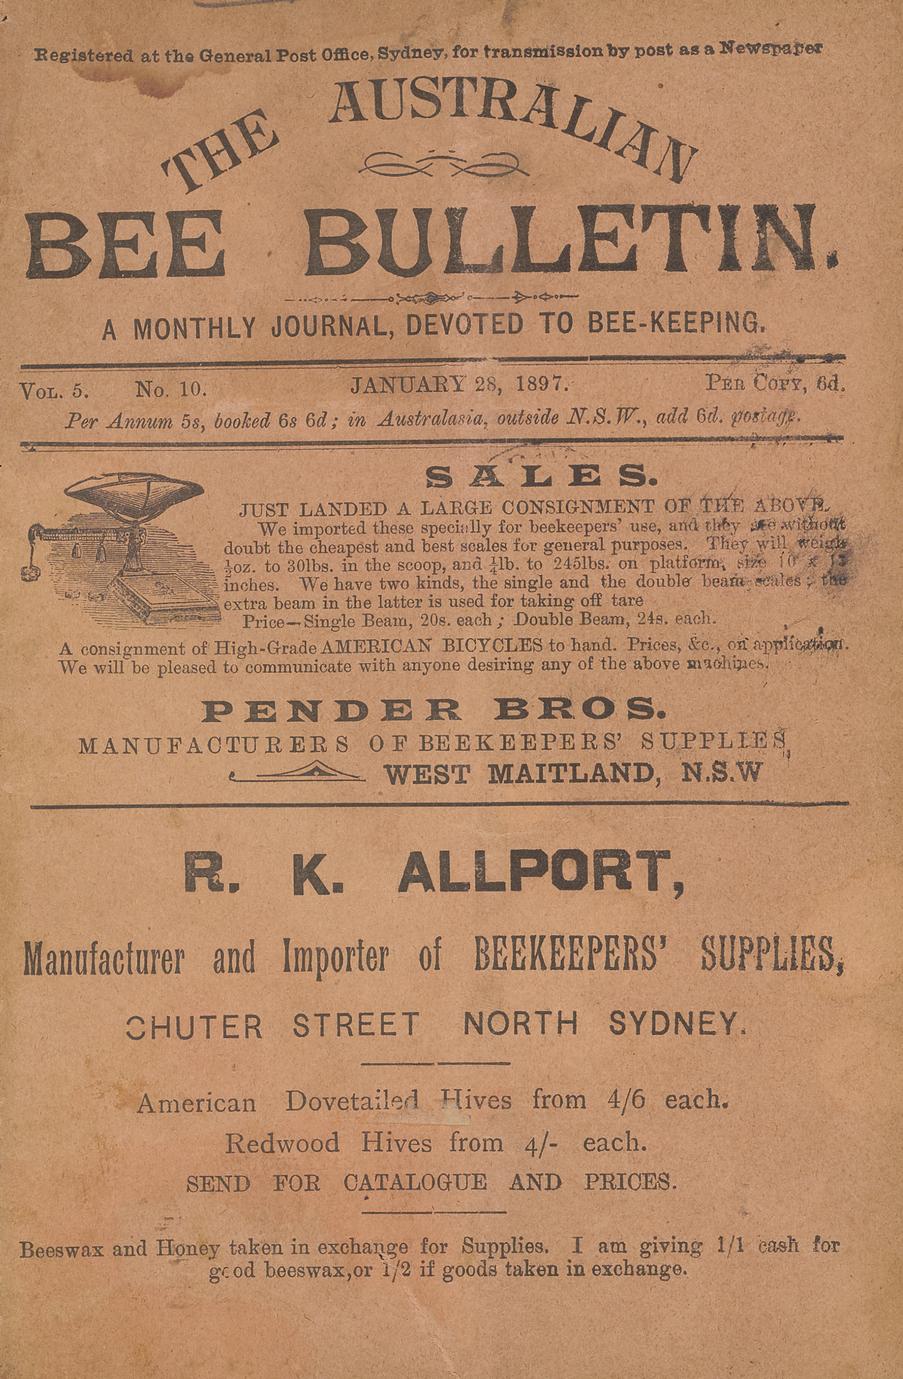 Registered at the General Post Office, Sydney, for transmission by post as a Newspaper
THE AUSTRALIAN
BEE BULLETIN.
A MONTHLY JOURNAL, DEVOTED TO BEE-KEEPING.
VOL. 5. No. 10. JANUARY 28, 1897. PER COPY, 6d.
Per Annum 5s, booked 6s 6d; in Australasia, outside N.S.W., add 6d. postage.
SALES.
JUST LANDED A LARGE CONSIGNMENT OF THE ABOVE.
We imported these specially for beekeepers' use, and they are without
doubt the cheapest and best scales for general purposes. They will weigh
½oz. to 30lbs. in the scoop, and ¼lb. to 245lbs. on platform, size 10 x 13
inches. We have two kinds, the single and the double beam scales; the
extra beam in the latter is used for taking off tare
Price—Single Beam, 20s. each; Double Beam, 24s. each.
A consignment of High-Grade AMERICAN BICYCLES to hand. Prices, &c., on application.
We will be pleased to communicate with anyone desiring any of the above machines.
PENDER BROS.
MANUFACTURERS OF BEEKEEPERS' SUPPLIES,
WEST MAITLAND, N.S.W
R. K. ALLPORT,
Manufacturer and Importer of BEEKEEPERS' SUPPLIES,
CHUTER STREET NORTH SYDNEY.
American Dovetailed Hives from 4/6 each.
Redwood Hives from 4/- each.
SEND FOR CATALOGUE AND PRICES.
Beeswax and Honey taken in exchange for Supplies. I am giving 1/1 cash for
good beeswax, or 1/2 if goods taken in exchange.